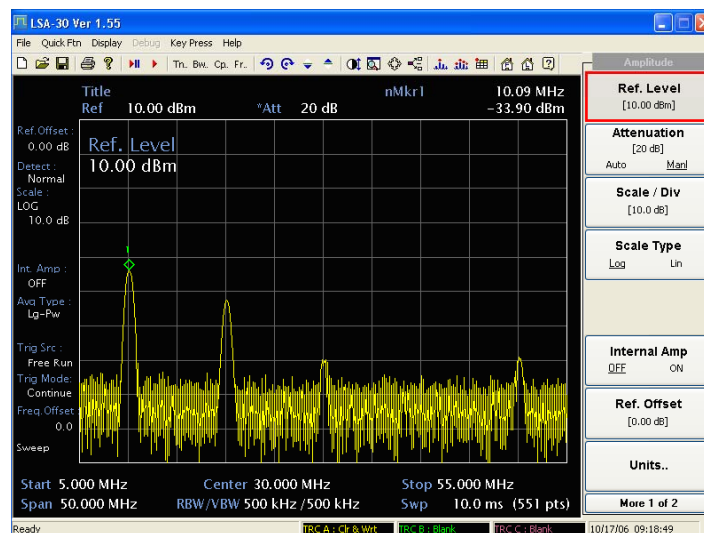 LSA-30 Ver 1.55
File Quick Ftn Display Debug Key Press Help
Tn. Bw. Cp. Fr..
Amplitude
Title nMkr1 10.09 MHz
Ref 10.00 dBm *Att 20 dB -33.90 dBm
Ref. Level
10.00 dBm
Ref.Offset :
0.00 dB
Detect :
Normal
Scale :
LOG
10.0 dB
Int. Amp :
OFF
Avg Type :
Lg-Pw
Trig Src :
Free Run
Trig Mode:
Continue
Freq.Offset
0.0
Sweep
1
Start 5.000 MHz Center 30.000 MHz Stop 55.000 MHz
Span 50.000 MHz RBW/VBW 500 kHz /500 kHz Swp 10.0 ms (551 pts)
Ref. Level
[10.00 dBm]
Attenuation
[20 dB]
Auto Manl
Scale / Div
[10.0 dB]
Scale Type
Log Lin
Internal Amp
OFF ON
Ref. Offset
[0.00 dB]
Units..
More 1 of 2
Ready TRC A : Clr & Wrt TRC B : Blank TRC C : Blank 10/17/06 09:18:49